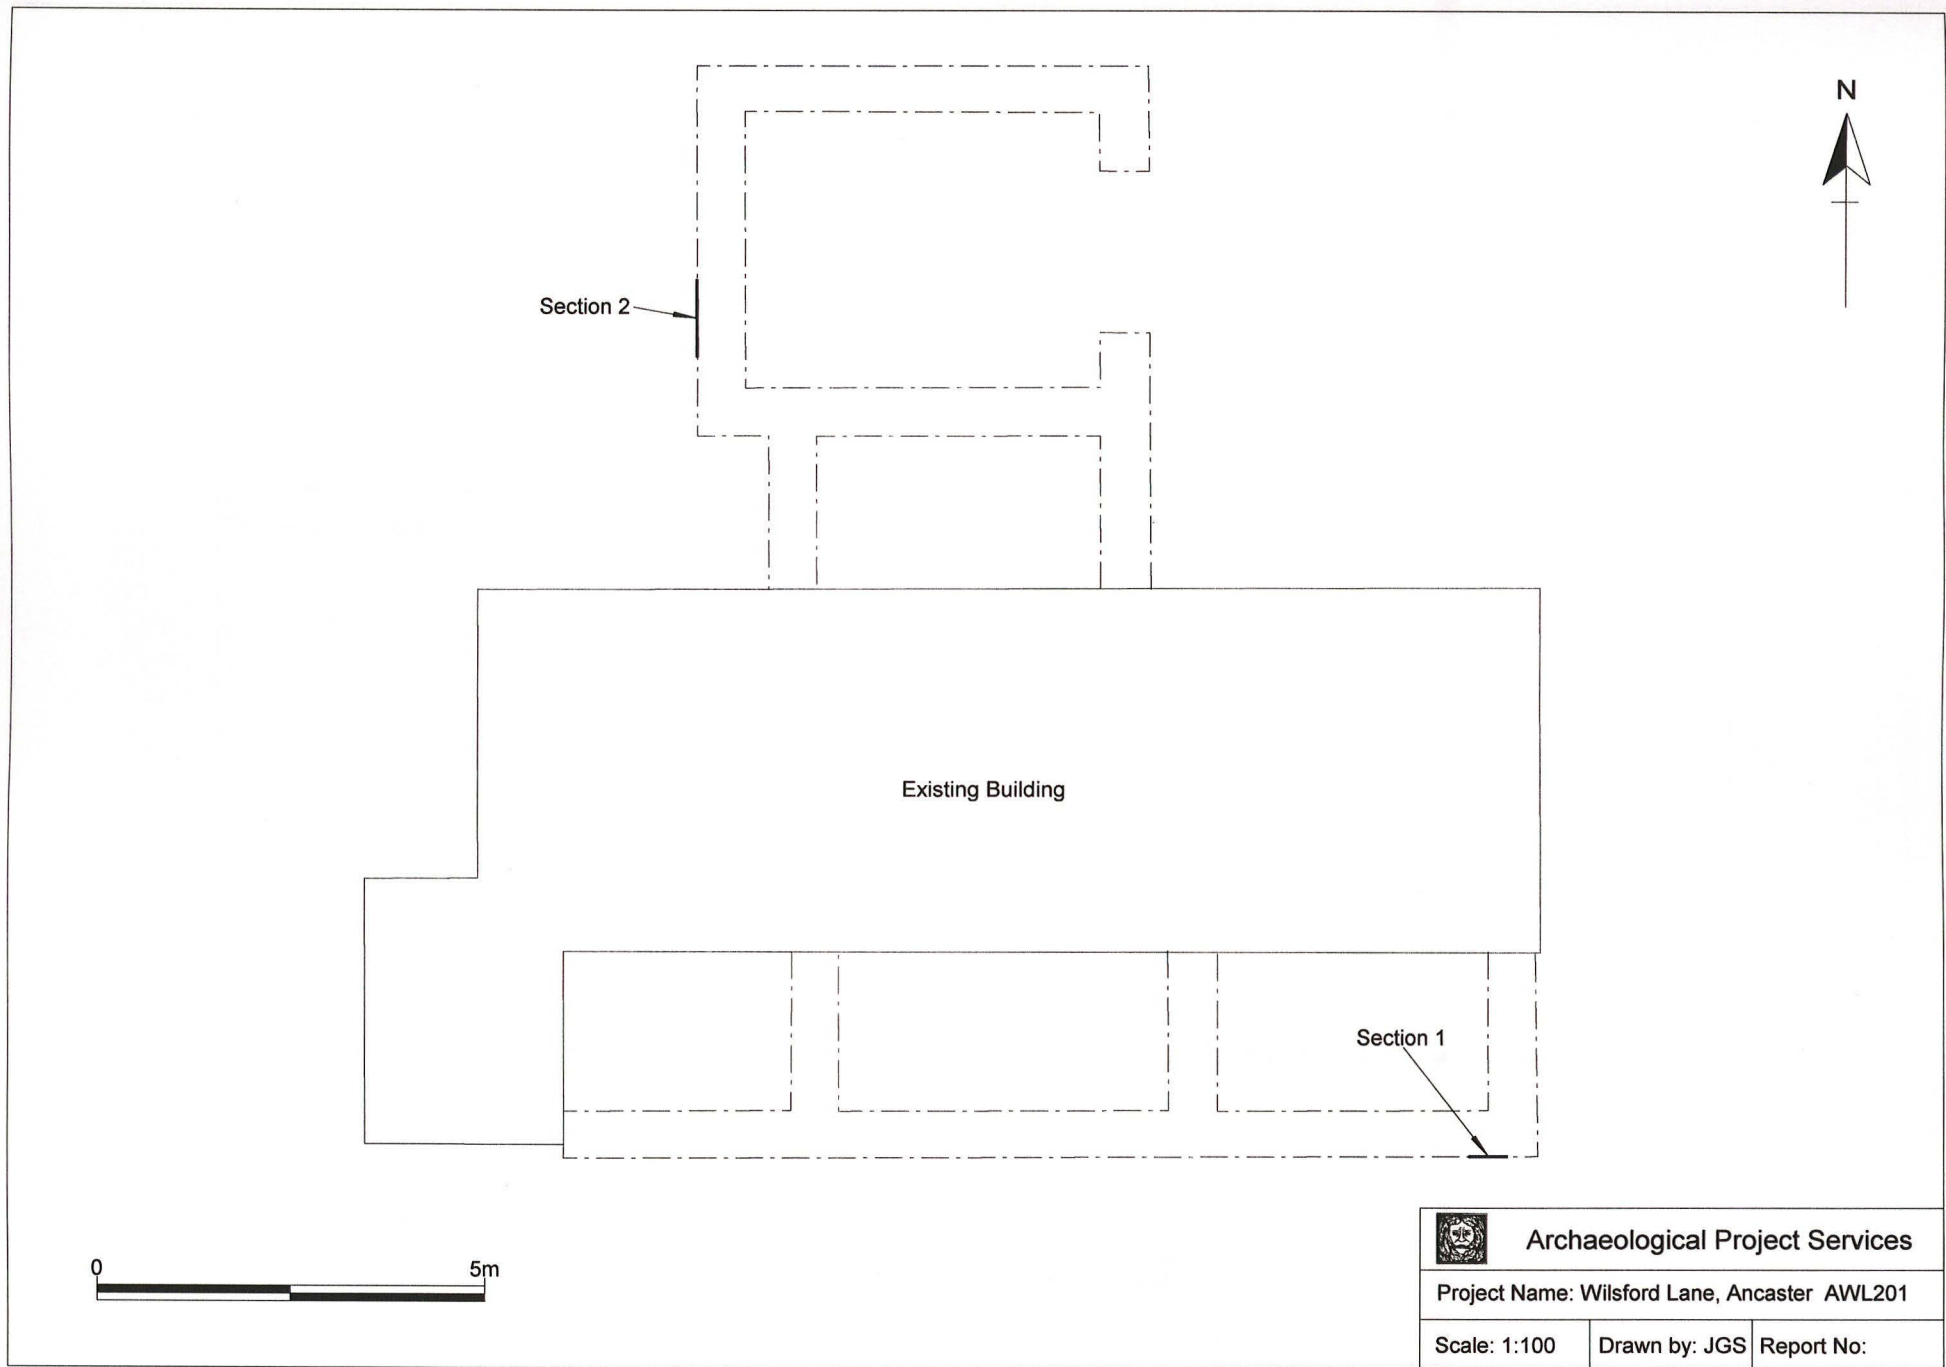 N
Section 2
Existing Building
Section 1
0 5m
Archaeological Project Services
Project Name: Wilsford Lane, Ancaster AWL201
Scale: 1:100 Drawn by: JGS Report No: